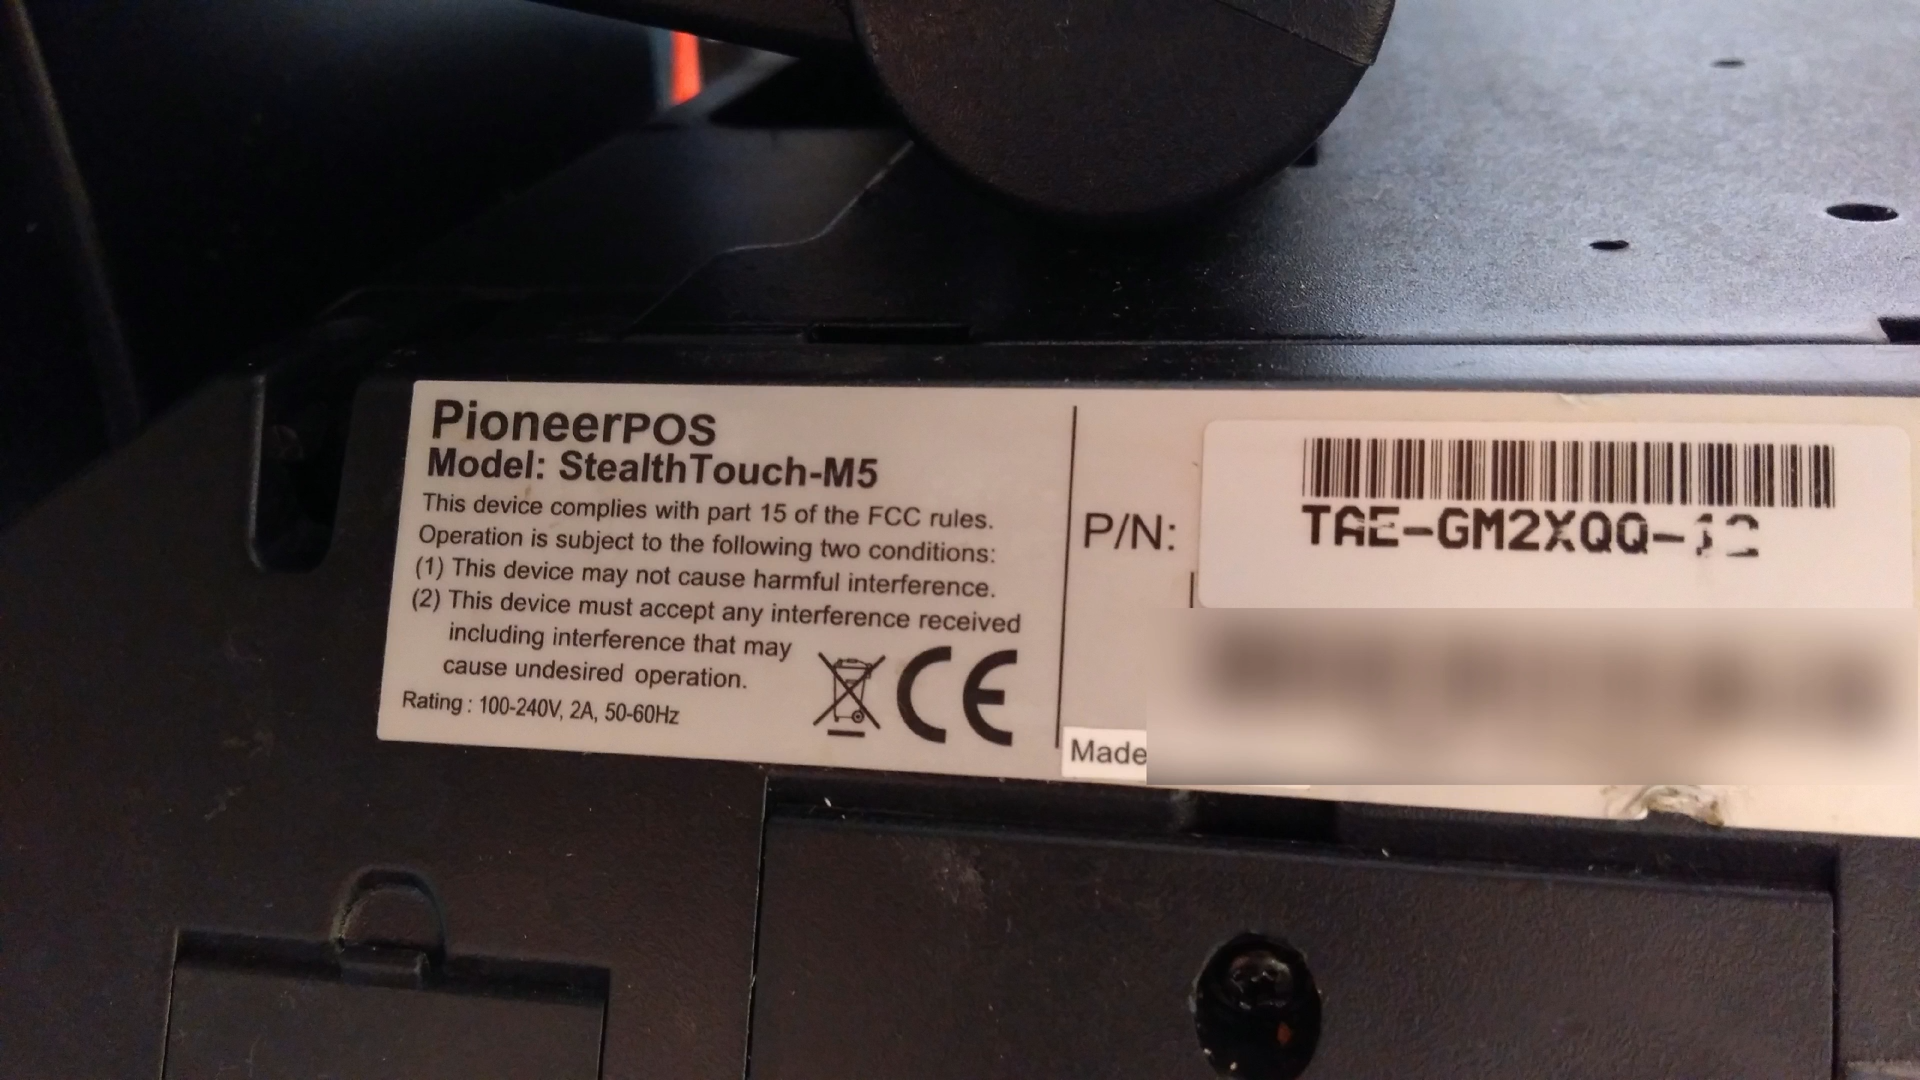 PioneerPOS
Model: StealthTouch-M5
This device complies with part 15 of the FCC rules.
Operation is subject to the following two conditions:
(1) This device may not cause harmful interference.
(2) This device must accept any interference received
including interference that may
cause undesired operation.
Rating : 100-240V, 2A, 50-60Hz
CE
P/N:
Made